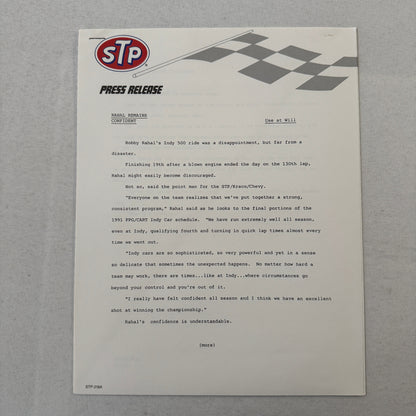 STP
PRESS RELEASE
RAHAL REMAINS
CONFIDENT Use at Will
Bobby Rahal's Indy 500 ride was a disappointment, but far from a
disaster.
Finishing 19th after a blown engine ended the day on the 130th lap,
Rahal might easily become discouraged.
Not so, said the point man for the STP/Kraco/Chevy.
"Everyone on the team realizes that we've put together a strong,
consistent program," Rahal said as he looks to the final portions of the
1991 PPG/CART Indy Car schedule. "We have run extremely well all season,
even at Indy, qualifying fourth and turning in quick lap times almost every
time we went out.
"Indy cars are so sophisticated, so very powerful and yet in a sense
so delicate that sometimes the unexpected happens. No matter how hard a
team may work, there are times...like at Indy...where circumstances go
beyond your control and you're out of it.
"I really have felt confident all season and I think we have an excellent
shot at winning the championship."
Rahal's confidence is understandable.
(more)